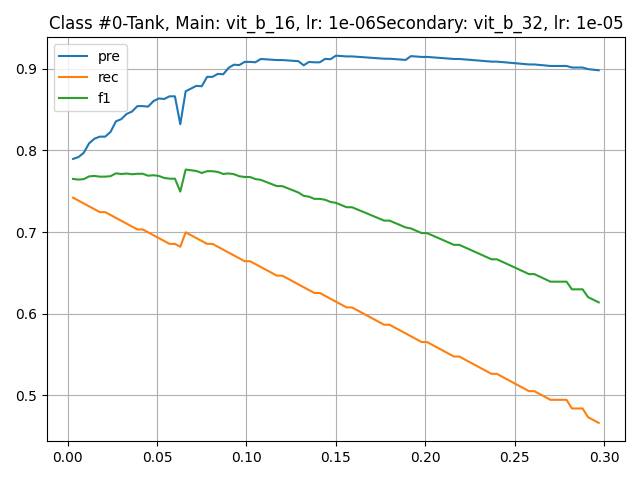 Class #0-Tank, Main: vit_b_16, lr: 1e-06Secondary: vit_b_32, lr: 1e-05
pre
rec
f1
0.9
0.8
0.7
0.6
0.5
0.00 0.05 0.10 0.15 0.20 0.25 0.30